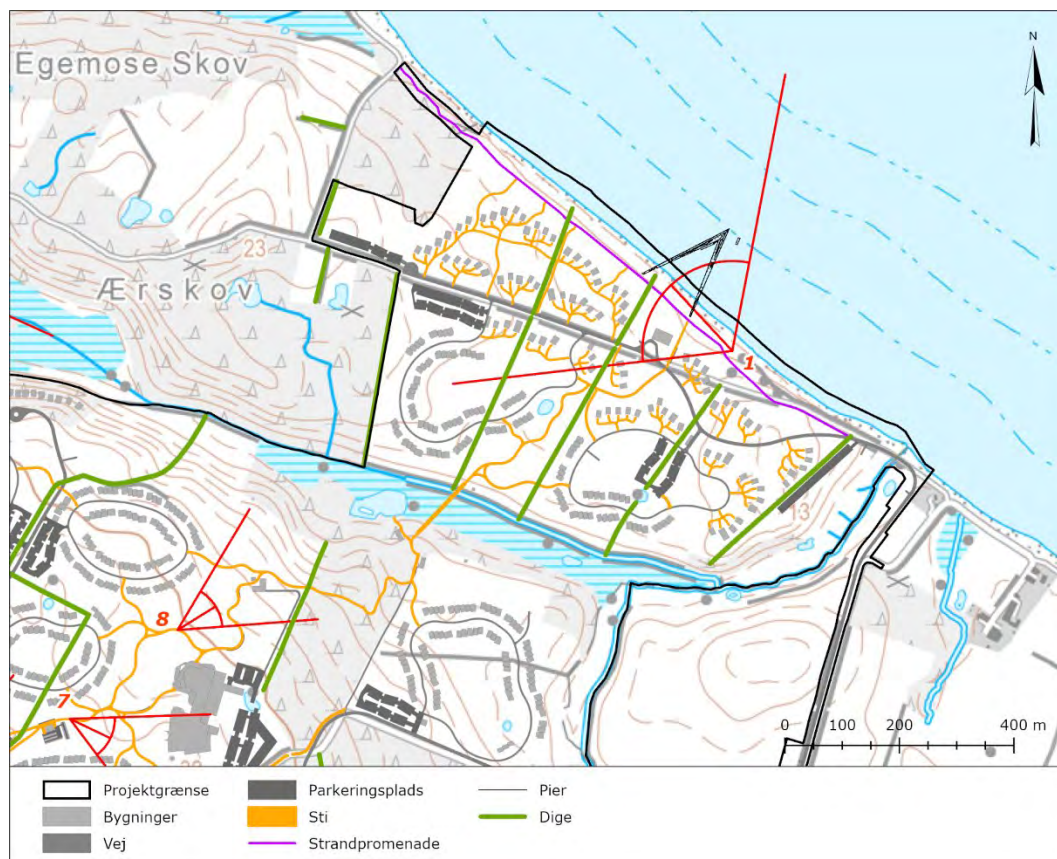 Egemose Skov
N
23
Ærskov
1
13
8
7
0 100 200 400 m
Projektgrænse
Parkeringsplads
Pier
Bygninger
Sti
Dige
Vej
Strandpromenade